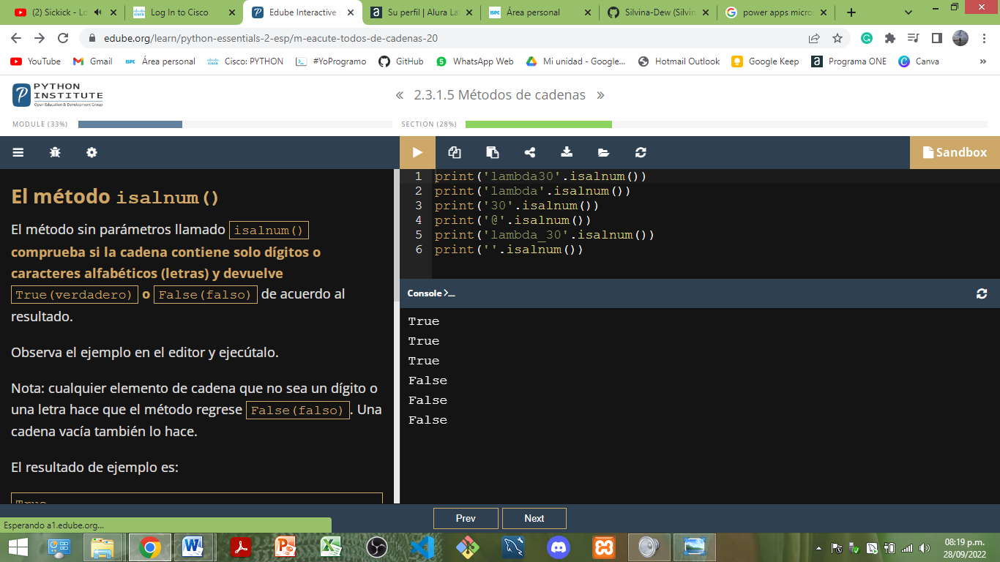 (2) Sickick - Lo
Log In to Cisco
Edube Interactive
Su perfil | Alura La
Área personal
Silvina-Dew (Silvin
power apps micros
edube.org/learn/python-essentials-2-esp/m-eacute-todos-de-cadenas-20
YouTube
Gmail
Área personal
Cisco: PYTHON
#YoProgramo
GitHub
WhatsApp Web
Mi unidad - Google...
Hotmail Outlook
Google Keep
Programa ONE
Canva
»
PYTHON
INSTITUTE
Open Education & Development Group
« 2.3.1.5 Métodos de cadenas »
MODULE (33%)
SECTION (28%)
Sandbox
El método isalnum()
El método sin parámetros llamado isalnum()
comprueba si la cadena contiene solo dígitos o
caracteres alfabéticos (letras) y devuelve
True(verdadero) o False(falso) de acuerdo al
resultado.
Observa el ejemplo en el editor y ejecútalo.
Nota: cualquier elemento de cadena que no sea un dígito o
una letra hace que el método regrese False(falso). Una
cadena vacía también lo hace.
El resultado de ejemplo es:
True
1 print('lambda30'.isalnum())
2 print('lambda'.isalnum())
3 print('30'.isalnum())
4 print('@'.isalnum())
5 print('lambda_30'.isalnum())
6 print(''.isalnum())
Console >_
True
True
True
False
False
False
Prev
Next
Esperando a1.edube.org...
08:19 p.m.
28/09/2022